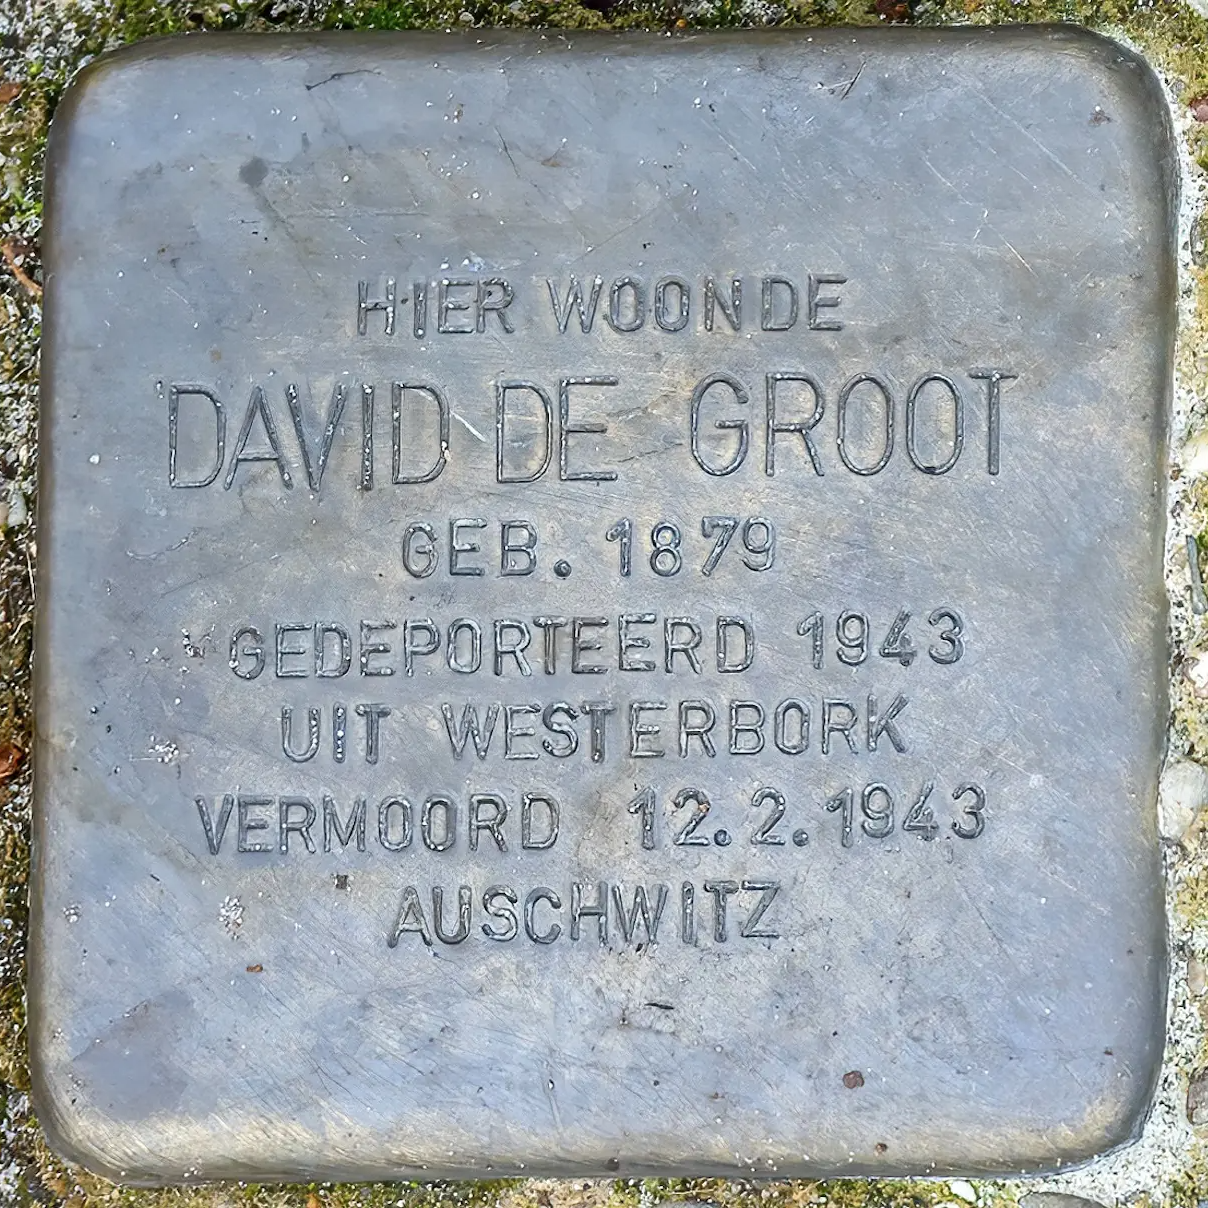 HIER WOONDE
DAVID DE GROOT
GEB. 1879
GEDEPORTEERD 1943
UIT WESTERBORK
VERMOORD 12.2.1943
AUSCHWITZ